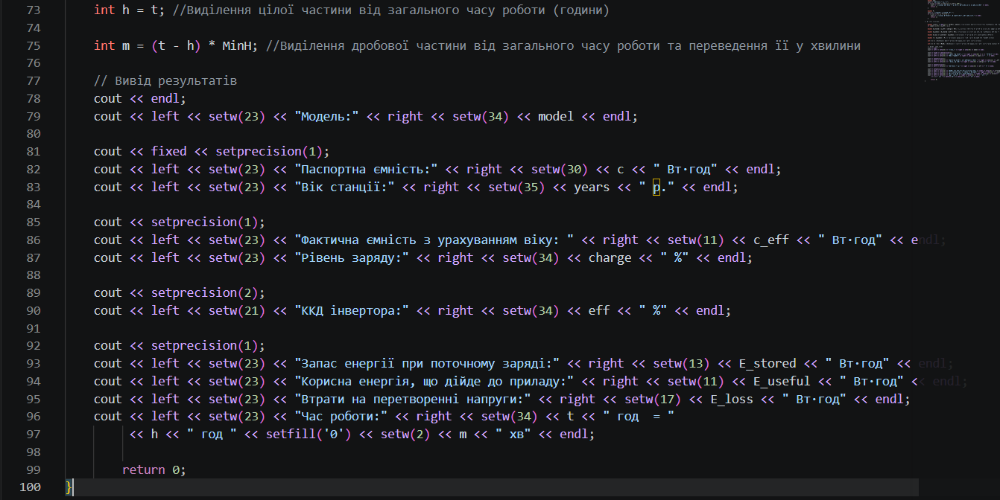 73 int h = t; //Виділення цілої частини від загального часу роботи (години)
74
75 int m = (t - h) * MinH; //Виділення дробової частини від загального часу роботи та переведення її у хвилини
76
77 // Вивід результатів
78 cout << endl;
79 cout << left << setw(23) << "Модель:" << right << setw(34) << model << endl;
80
81 cout << fixed << setprecision(1);
82 cout << left << setw(23) << "Паспортна ємність:" << right << setw(30) << c << " Вт·год" << endl;
83 cout << left << setw(23) << "Вік станції:" << right << setw(35) << years << " р." << endl;
84
85 cout << setprecision(1);
86 cout << left << setw(23) << "Фактична ємність з урахуванням віку: " << right << setw(11) << c_eff << " Вт·год" << endl;
87 cout << left << setw(23) << "Рівень заряду:" << right << setw(34) << charge << " %" << endl;
88
89 cout << setprecision(2);
90 cout << left << setw(21) << "ККД інвертора:" << right << setw(34) << eff << " %" << endl;
91
92 cout << setprecision(1);
93 cout << left << setw(23) << "Запас енергії при поточному заряді:" << right << setw(13) << E_stored << " Вт·год" << endl;
94 cout << left << setw(23) << "Корисна енергія, що дійде до приладу:" << right << setw(11) << E_useful << " Вт·год" << endl;
95 cout << left << setw(23) << "Втрати на перетворенні напруги:" << right << setw(17) << E_loss << " Вт·год" << endl;
96 cout << left << setw(23) << "Час роботи:" << right << setw(34) << t << " год  = "
97 << h << " год " << setfill('0') << setw(2) << m << " хв" << endl;
98
99 return 0;
100 }